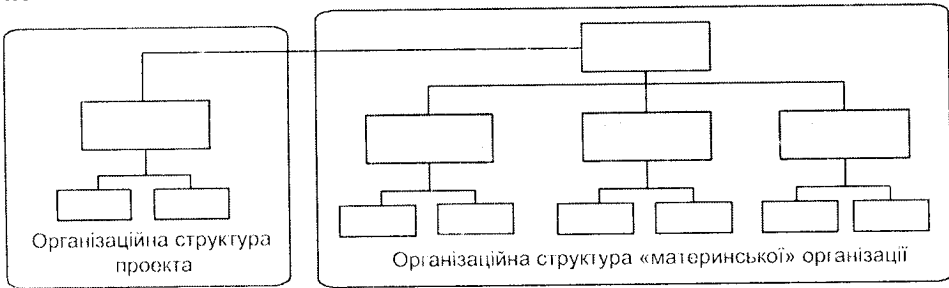 Організаційна структура
проекта
Організаційна структура «материнської» організації